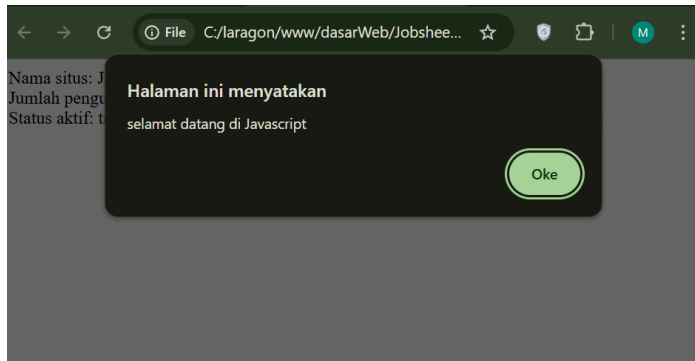 File C:/laragon/www/dasarWeb/Jobshee...
M
Nama situs: J
Jumlah pengu
Status aktif: t
Halaman ini menyatakan
selamat datang di Javascript
Oke